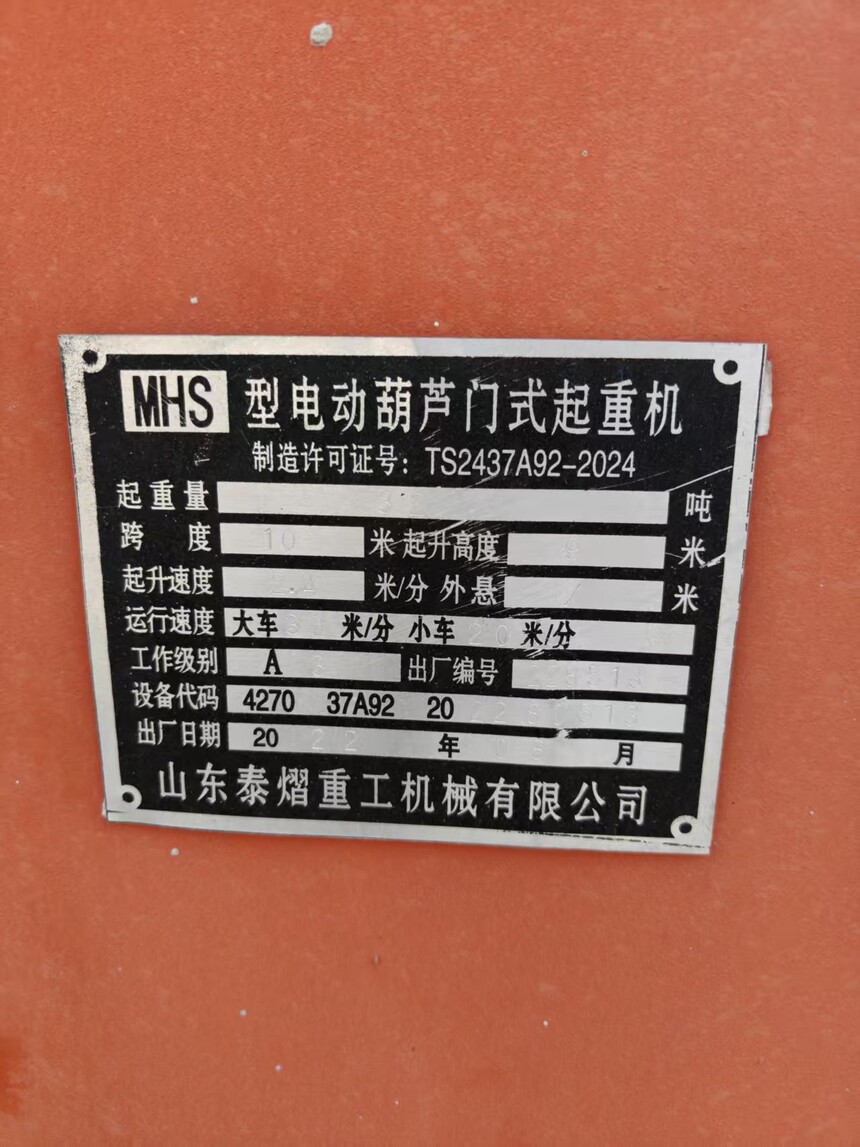 MHS 型电动葫芦门式起重机
制造许可证号：TS2437A92-2024
起重量 吨
跨度 10 米 起升高度 9 米
起升速度 米/分 外悬 / 米
运行速度 大车 米/分 小车 20 米/分
工作级别 A 出厂编号
设备代码 4270 37A92 20
出厂日期 2022 年 月
山东泰熠重工机械有限公司